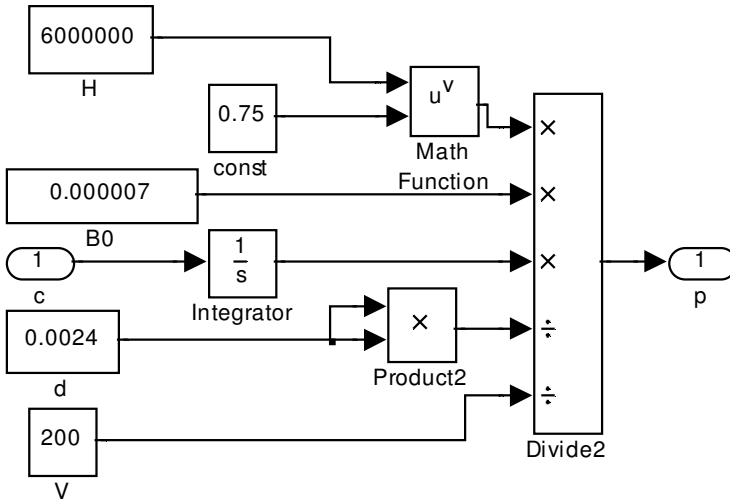 6000000
H
0.75
const
u^v
Math
Function
×
0.000007
B0
×
1
c
1
s
Integrator
×
1
p
0.0024
d
×
Product2
÷
÷
200
V
Divide2